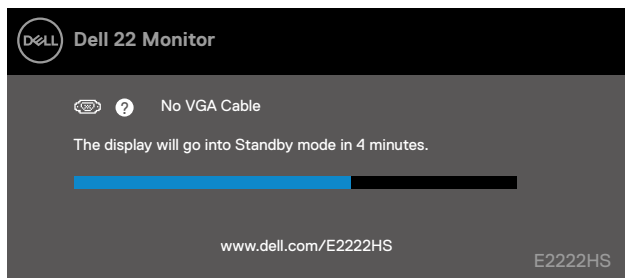 DELL Dell 22 Monitor
? No VGA Cable
The display will go into Standby mode in 4 minutes.
www.dell.com/E2222HS
E2222HS